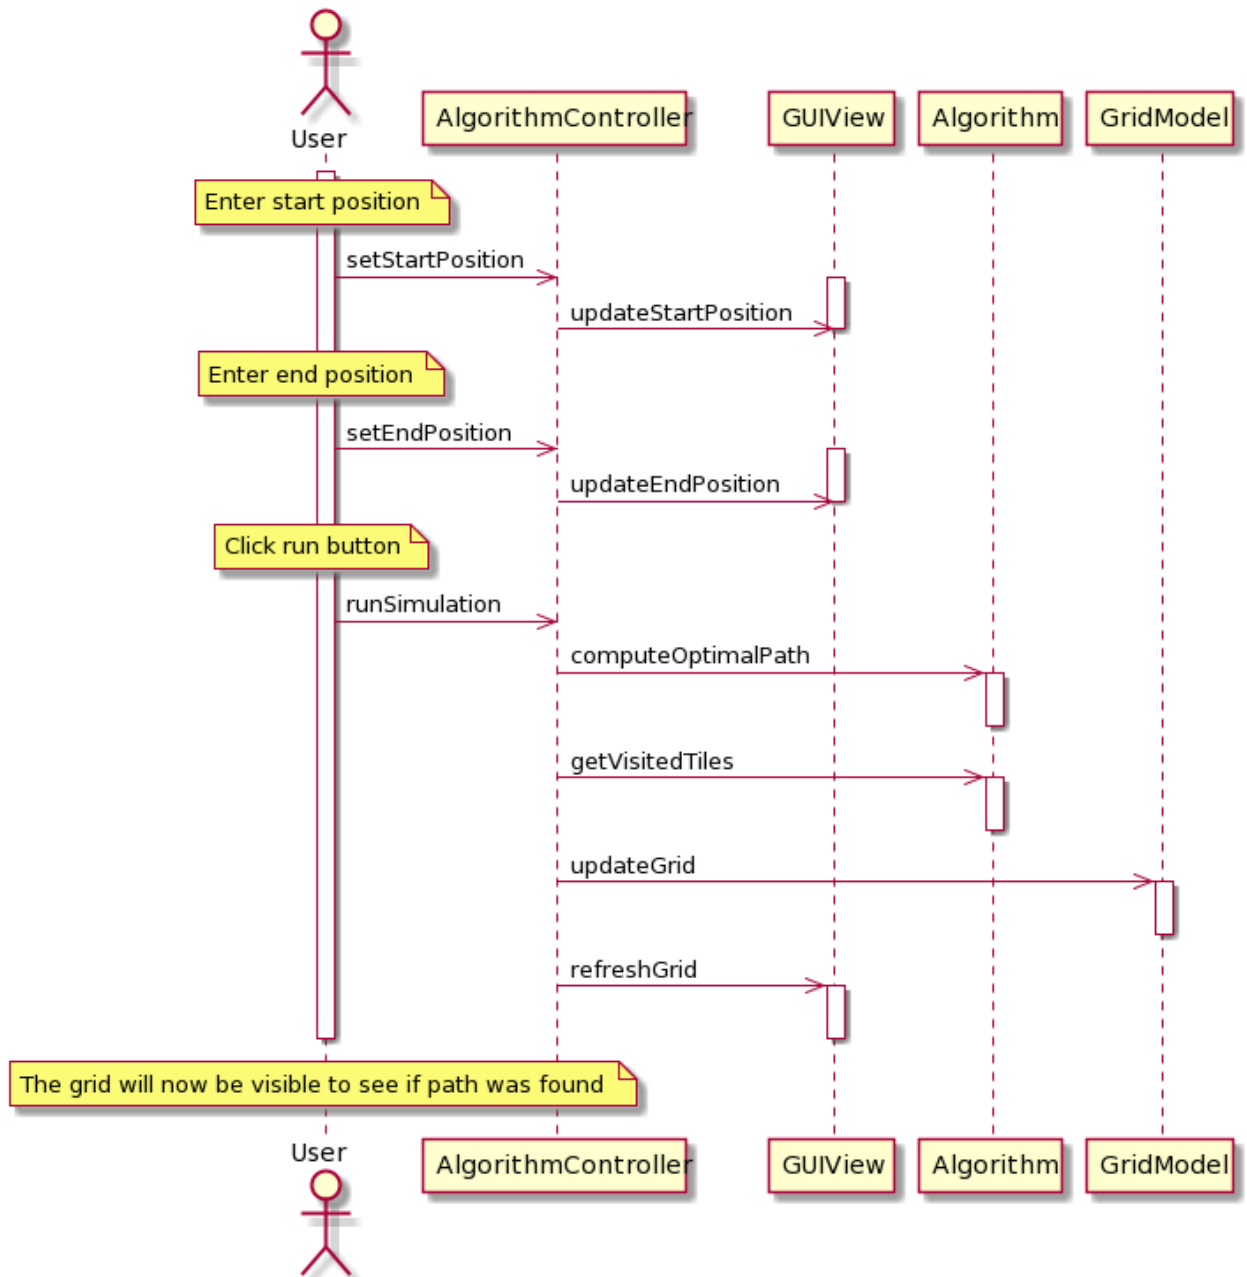 User
AlgorithmController
GUIView
Algorithm
GridModel
Enter start position
setStartPosition
updateStartPosition
Enter end position
setEndPosition
updateEndPosition
Click run button
runSimulation
computeOptimalPath
getVisitedTiles
updateGrid
refreshGrid
The grid will now be visible to see if path was found
User
AlgorithmController
GUIView
Algorithm
GridModel